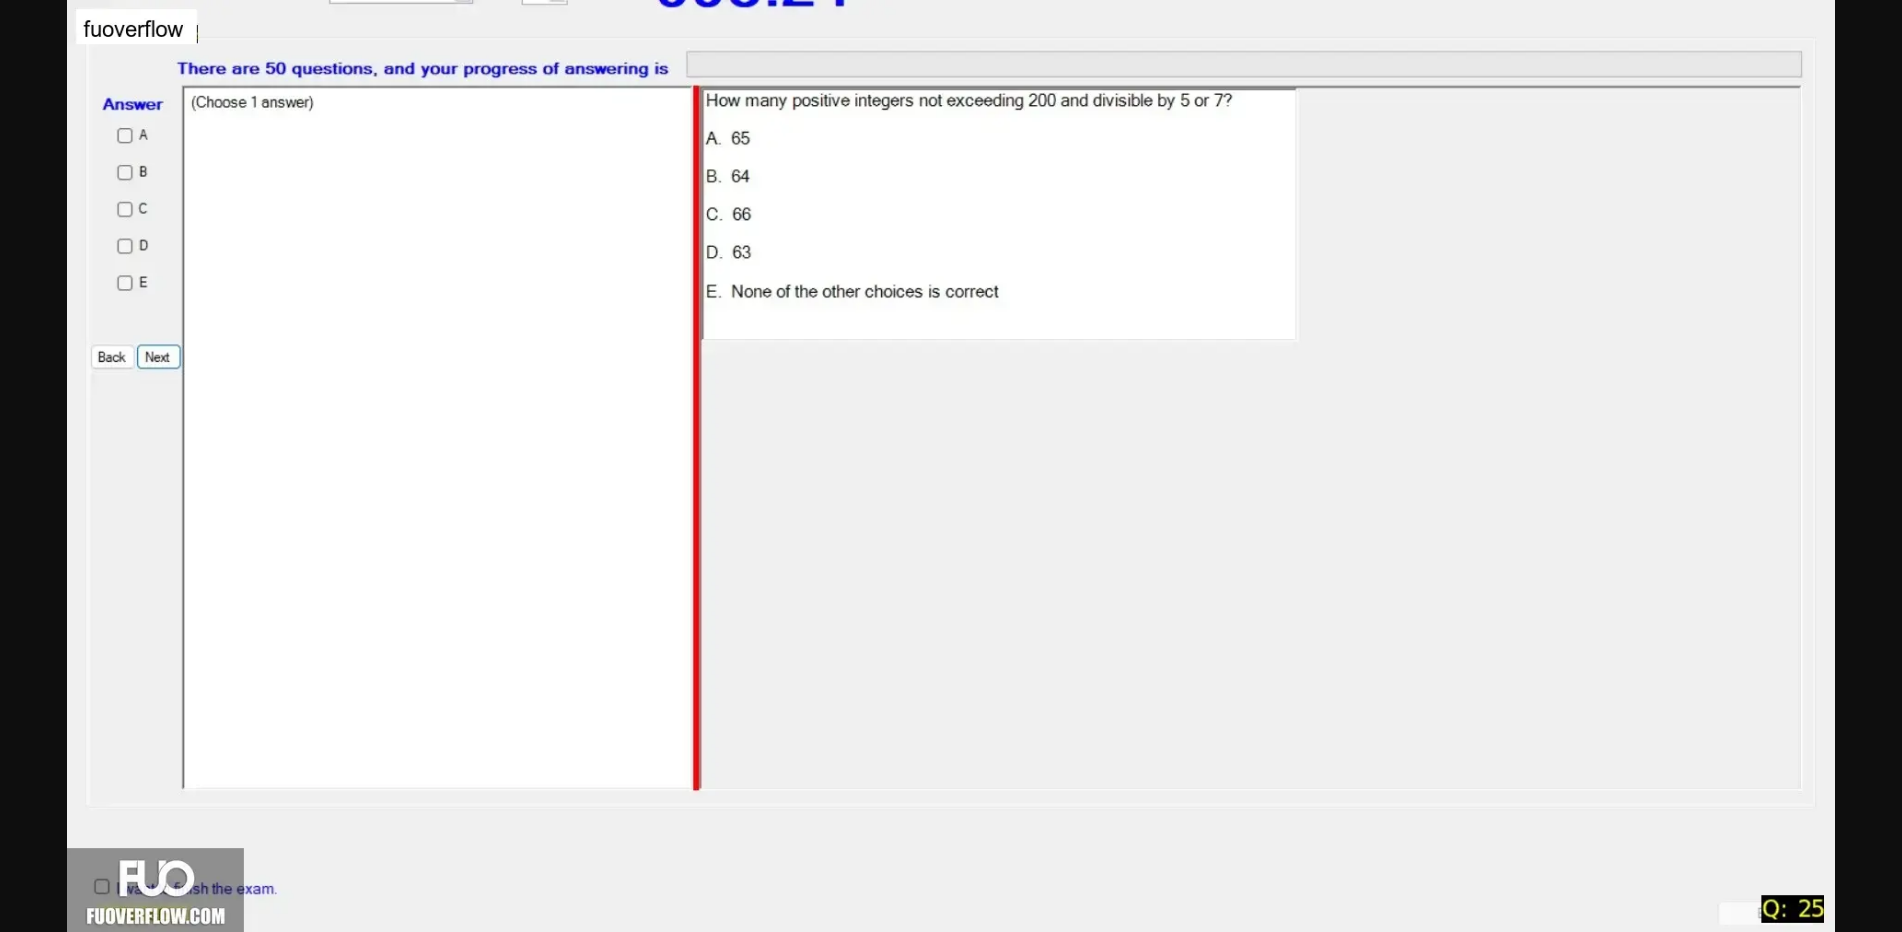 fuoverflow
There are 50 questions, and your progress of answering is
Answer
(Choose 1 answer)
A
B
C
D
E
Back Next
How many positive integers not exceeding 200 and divisible by 5 or 7?
A. 65
B. 64
C. 66
D. 63
E. None of the other choices is correct
FUO
sh the exam.
FUOVERFLOW.COM
Q: 25